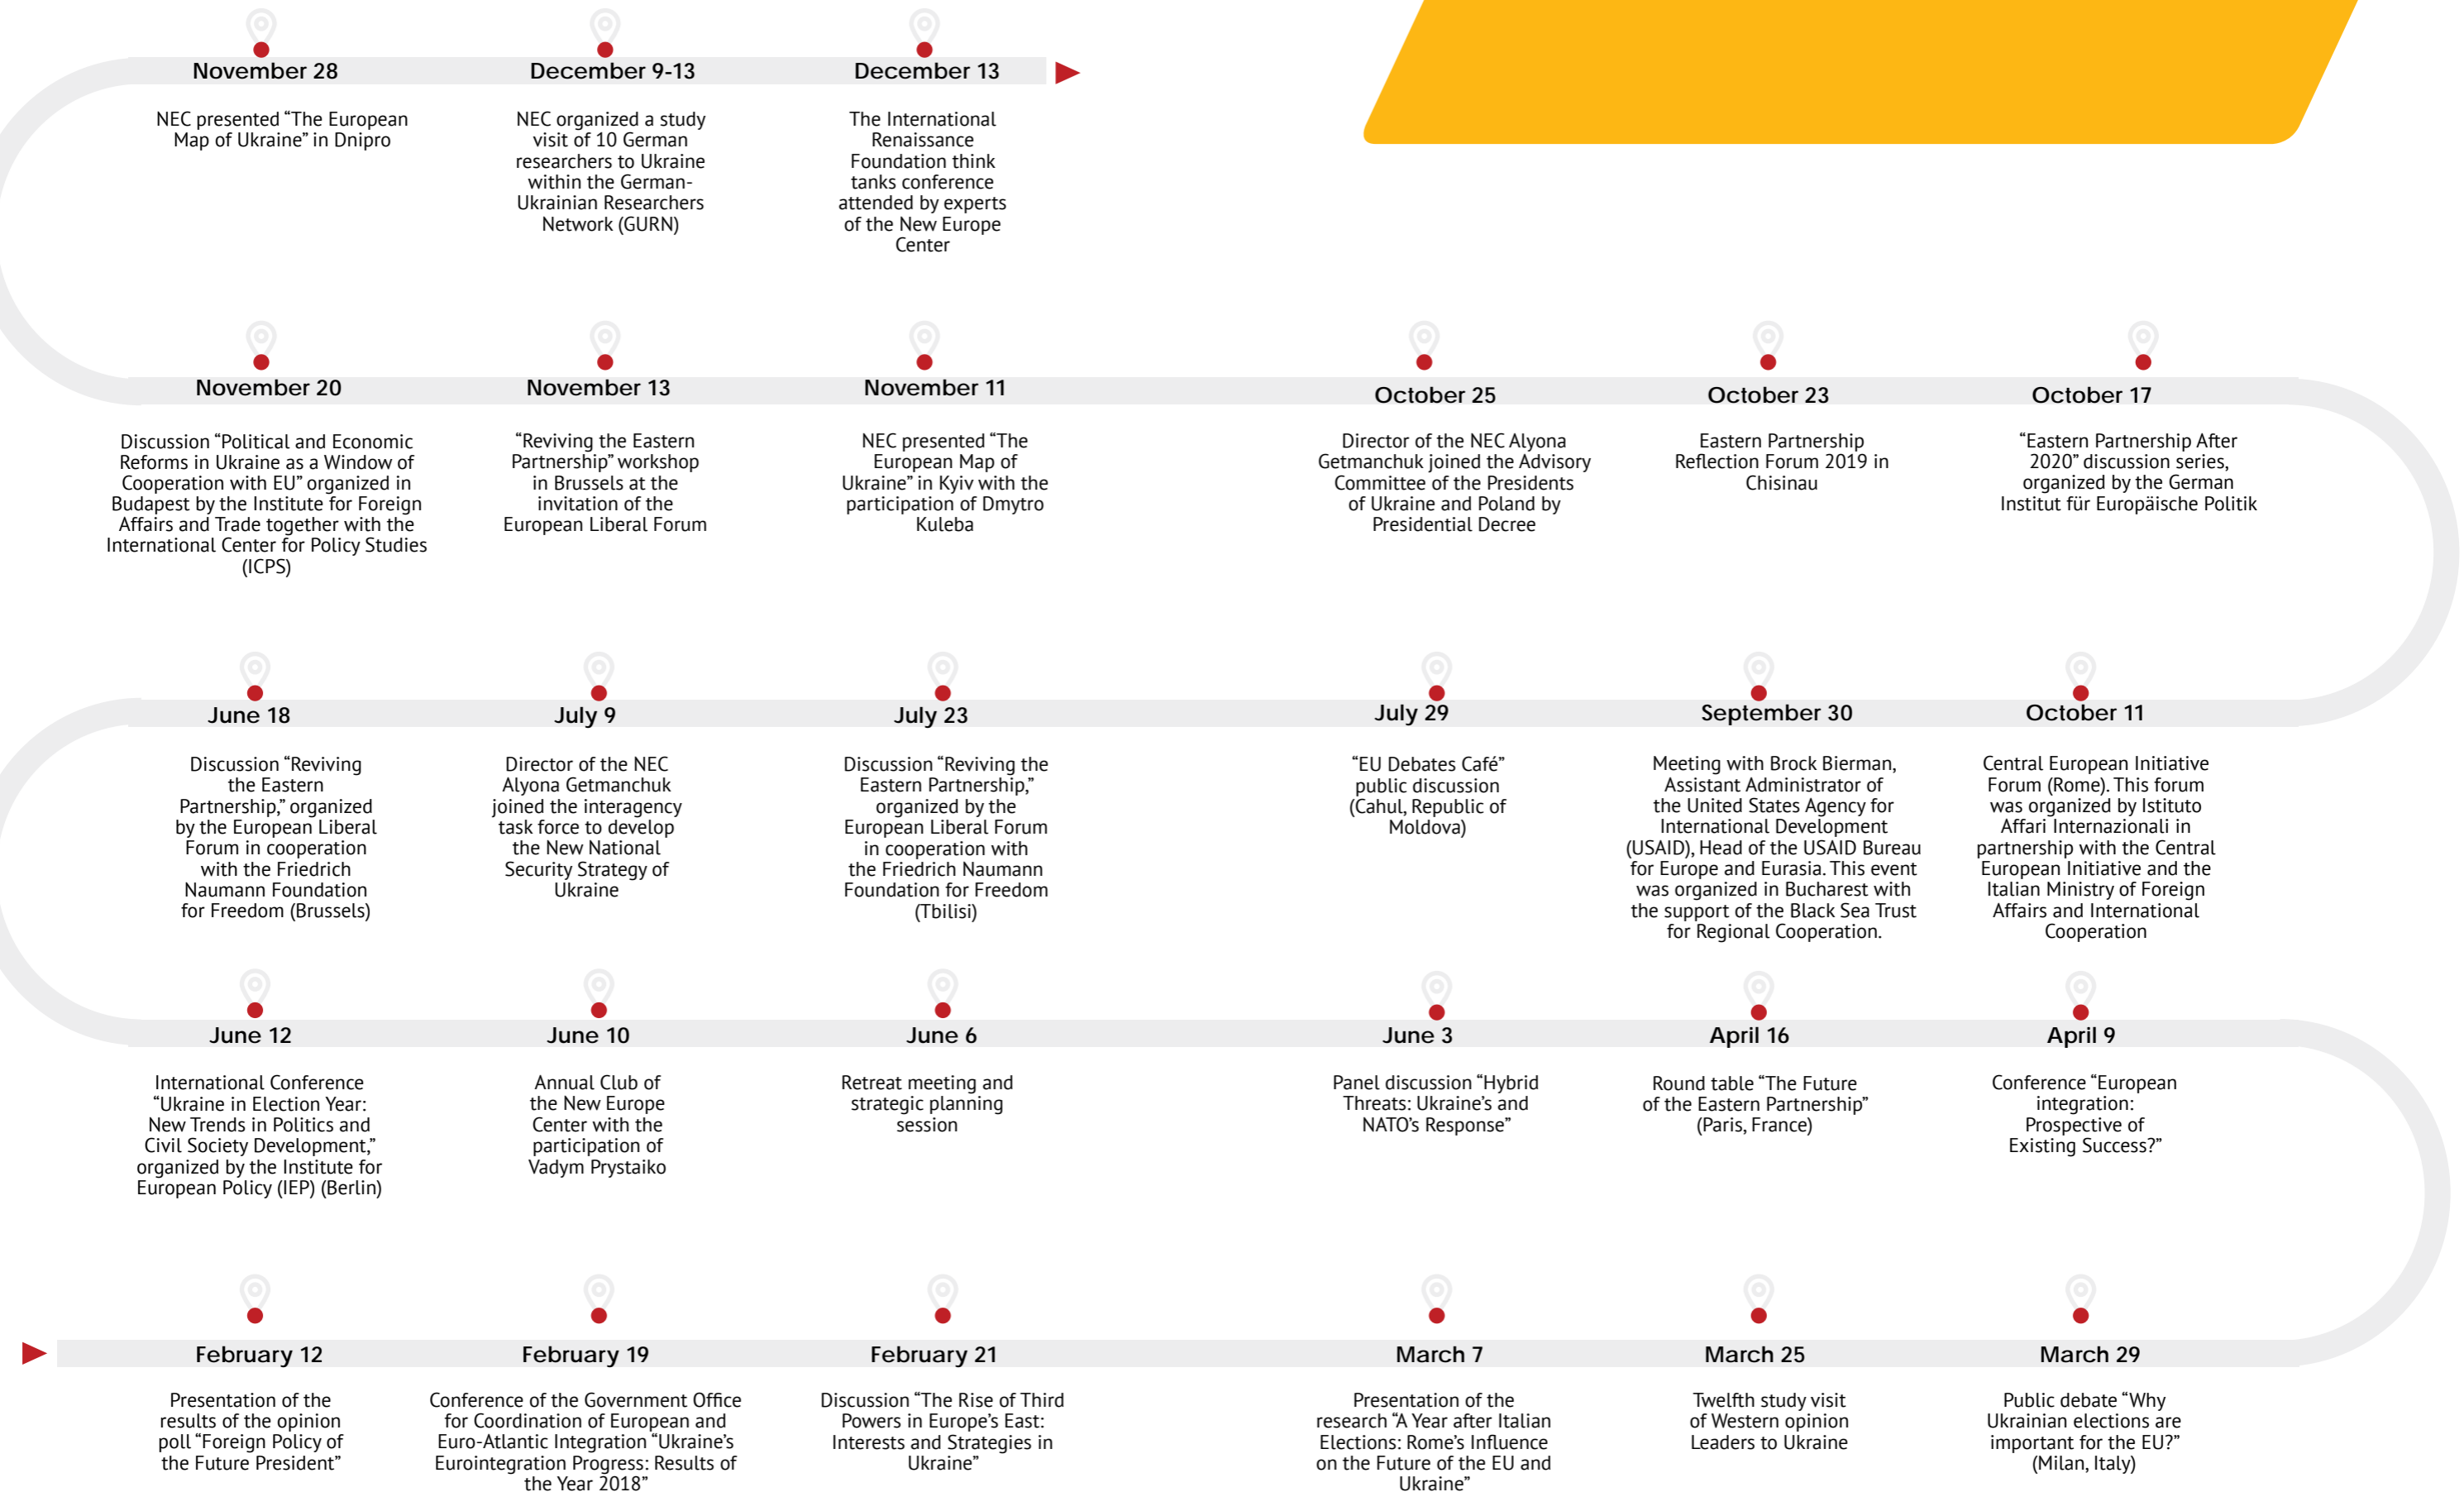 November 28
NEC presented “The European
Map of Ukraine” in Dnipro
December 9-13
NEC organized a study
visit of 10 German
researchers to Ukraine
within the German-
Ukrainian Researchers
Network (GURN)
December 13
The International
Renaissance
Foundation think
tanks conference
attended by experts
of the New Europe
Center
November 20
Discussion “Political and Economic
Reforms in Ukraine as a Window of
Cooperation with EU” organized in
Budapest by the Institute for Foreign
Affairs and Trade together with the
International Center for Policy Studies
(ICPS)
November 13
“Reviving the Eastern
Partnership” workshop
in Brussels at the
invitation of the
European Liberal Forum
November 11
NEC presented “The
European Map of
Ukraine” in Kyiv with the
participation of Dmytro
Kuleba
October 25
Director of the NEC Alyona
Getmanchuk joined the Advisory
Committee of the Presidents
of Ukraine and Poland by
Presidential Decree
October 23
Eastern Partnership
Reflection Forum 2019 in
Chisinau
October 17
“Eastern Partnership After
2020” discussion series,
organized by the German
Institut für Europäische Politik
June 18
Discussion “Reviving
the Eastern
Partnership,” organized
by the European Liberal
Forum in cooperation
with the Friedrich
Naumann Foundation
for Freedom (Brussels)
July 9
Director of the NEC
Alyona Getmanchuk
joined the interagency
task force to develop
the New National
Security Strategy of
Ukraine
July 23
Discussion “Reviving the
Eastern Partnership,”
organized by the
European Liberal Forum
in cooperation with
the Friedrich Naumann
Foundation for Freedom
(Tbilisi)
July 29
“EU Debates Café”
public discussion
(Cahul, Republic of
Moldova)
September 30
Meeting with Brock Bierman,
Assistant Administrator of
the United States Agency for
International Development
(USAID), Head of the USAID Bureau
for Europe and Eurasia. This event
was organized in Bucharest with
the support of the Black Sea Trust
for Regional Cooperation.
October 11
Central European Initiative
Forum (Rome). This forum
was organized by Istituto
Affari Internazionali in
partnership with the Central
European Initiative and the
Italian Ministry of Foreign
Affairs and International
Cooperation
June 12
International Conference
“Ukraine in Election Year:
New Trends in Politics and
Civil Society Development,”
organized by the Institute for
European Policy (IEP) (Berlin)
June 10
Annual Club of
the New Europe
Center with the
participation of
Vadym Prystaiko
June 6
Retreat meeting and
strategic planning
session
June 3
Panel discussion “Hybrid
Threats: Ukraine’s and
NATO’s Response”
April 16
Round table “The Future
of the Eastern Partnership”
(Paris, France)
April 9
Conference “European
integration:
Prospective of
Existing Success?”
February 12
Presentation of the
results of the opinion
poll “Foreign Policy of
the Future President”
February 19
Conference of the Government Office
for Coordination of European and
Euro-Atlantic Integration “Ukraine’s
Eurointegration Progress: Results of
the Year 2018”
February 21
Discussion “The Rise of Third
Powers in Europe’s East:
Interests and Strategies in
Ukraine”
March 7
Presentation of the
research “A Year after Italian
Elections: Rome’s Influence
on the Future of the EU and
Ukraine”
March 25
Twelfth study visit
of Western opinion
Leaders to Ukraine
March 29
Public debate “Why
Ukrainian elections are
important for the EU?”
(Milan, Italy)